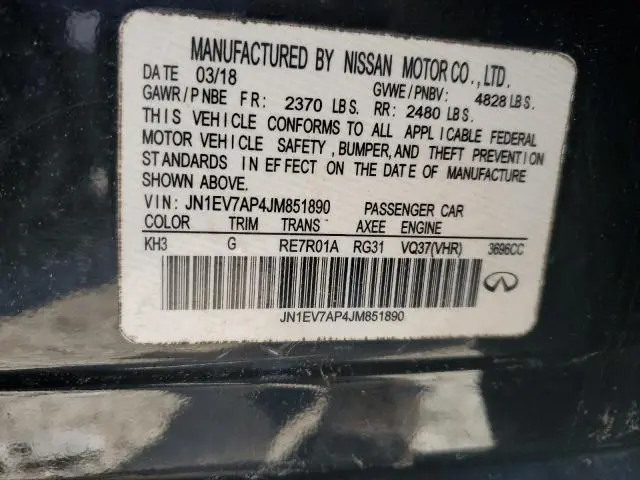 MANUFACTURED BY NISSAN MOTOR CO., LTD.
DATE 03/18 GVWE/PNBV: 4828 LBS.
GAWR/PNBE FR: 2370 LBS. RR: 2480 LBS.
THIS VEHICLE CONFORMS TO ALL APPLICABLE FEDERAL
MOTOR VEHICLE SAFETY, BUMPER, AND THEFT PREVENTION
STANDARDS IN EFFECT ON THE DATE OF MANUFACTURE
SHOWN ABOVE.
VIN: JN1EV7AP4JM851890 PASSENGER CAR
COLOR TRIM TRANS AXEE ENGINE
KH3 G RE7R01A RG31 VQ37(VHR) 3696CC
JN1EV7AP4JM851890